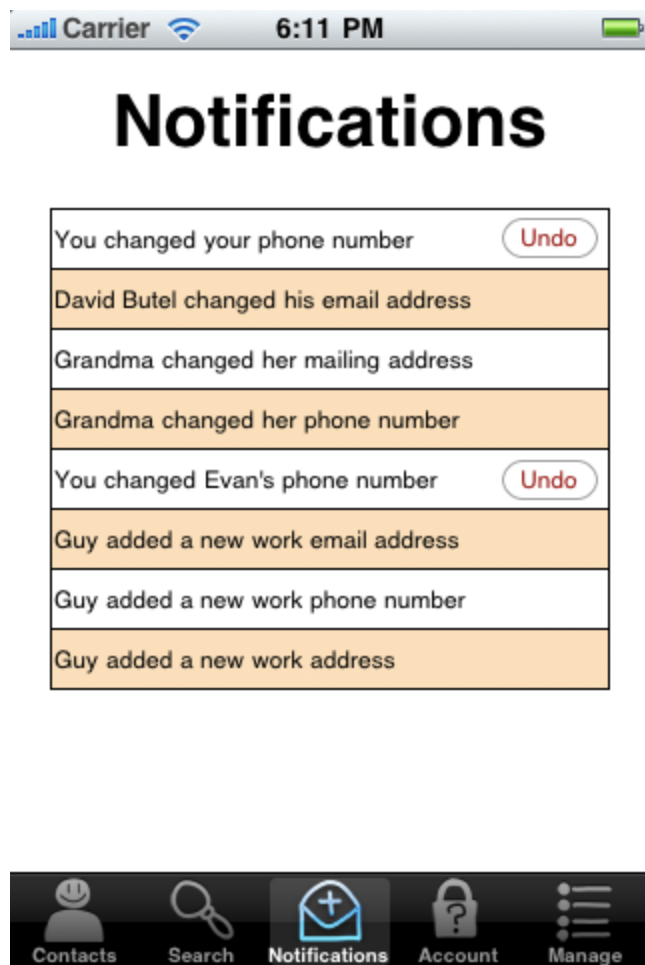 Carrier 6:11 PM
Notifications
You changed your phone number Undo
David Butel changed his email address
Grandma changed her mailing address
Grandma changed her phone number
You changed Evan's phone number Undo
Guy added a new work email address
Guy added a new work phone number
Guy added a new work address
?
Contacts Search Notifications Account Manage